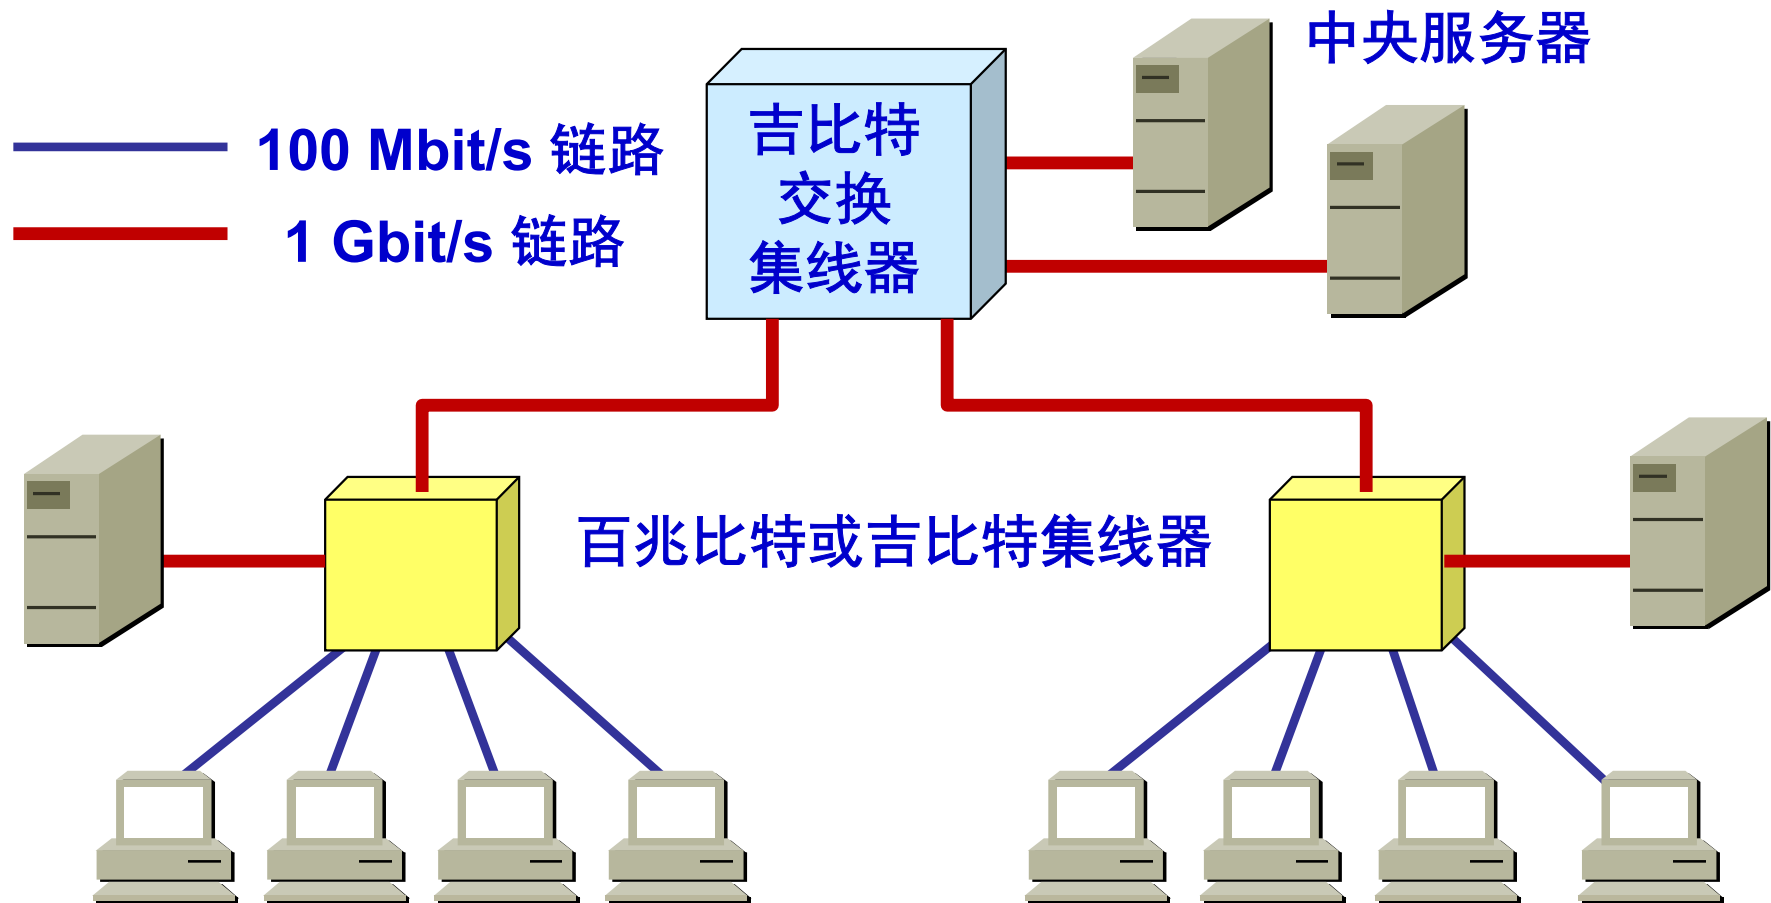 中央服务器
吉比特
交换
集线器
100 Mbit/s 链路
1 Gbit/s 链路
百兆比特或吉比特集线器